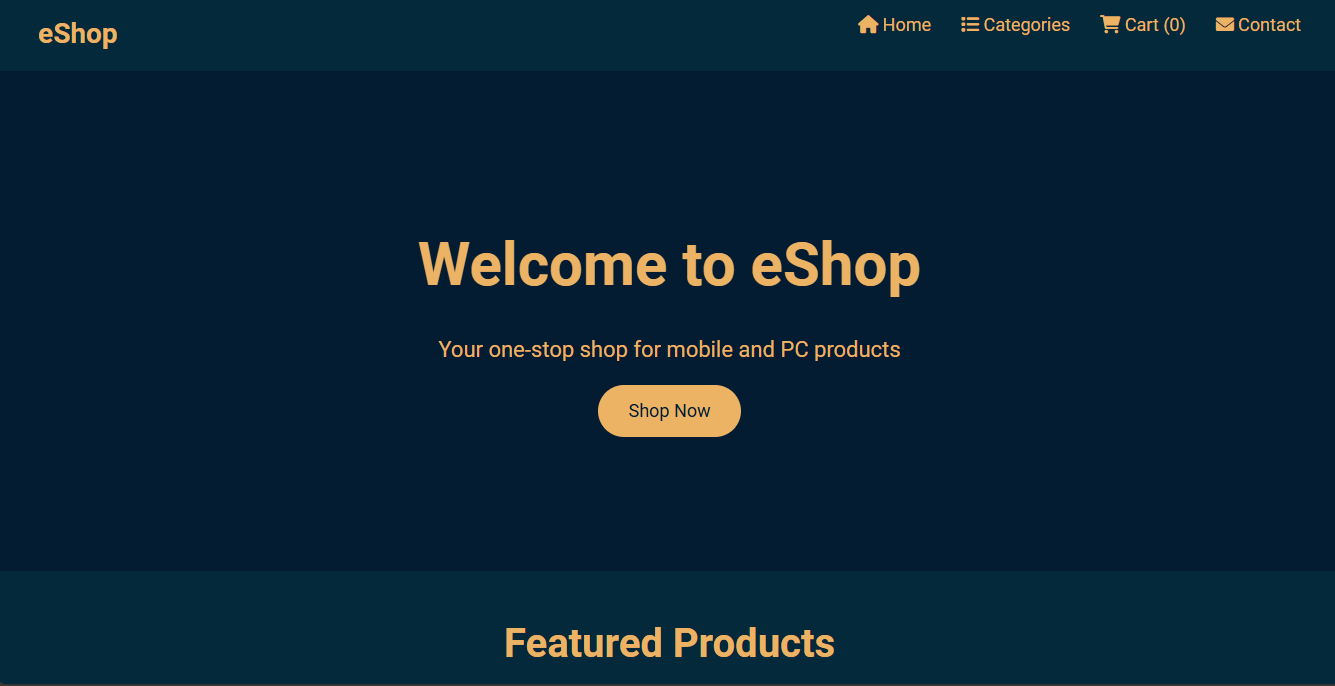 eShop
Home Categories Cart (0) Contact
Welcome to eShop
Your one-stop shop for mobile and PC products
Shop Now
Featured Products